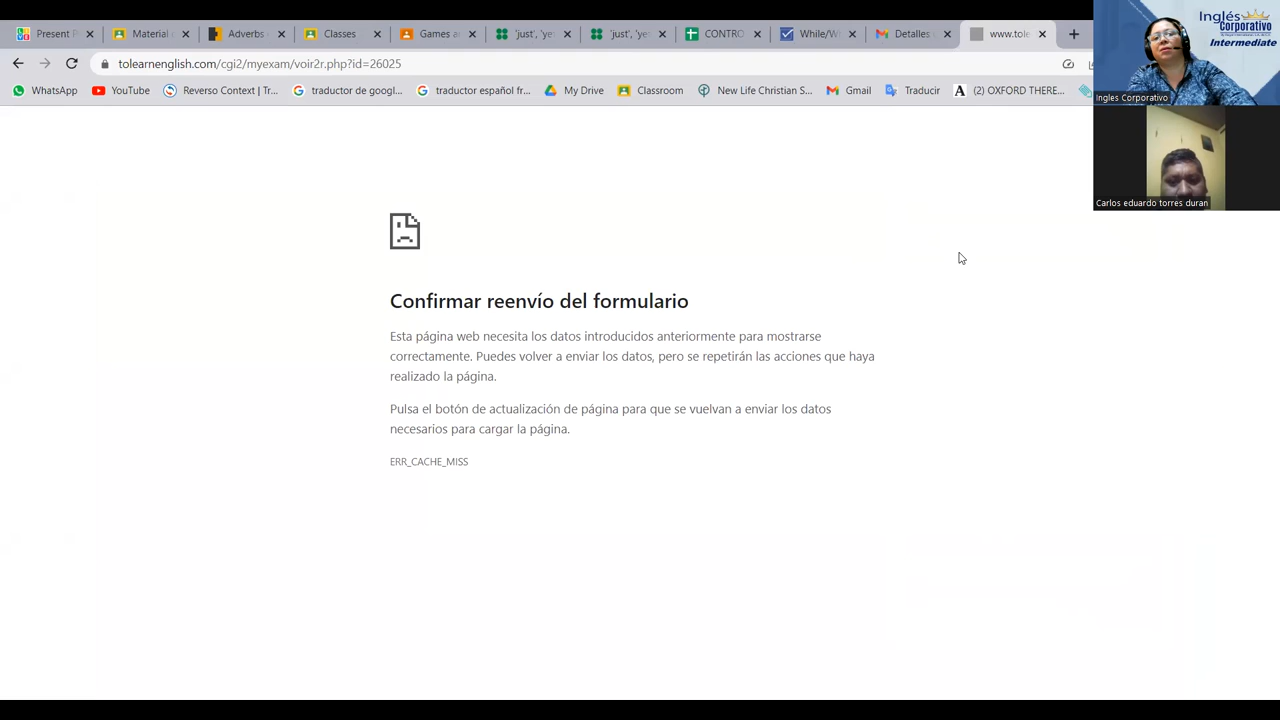 Present P
Material
Adverbs
Classes
Games a
'just', 'ye
'just', 'ye
CONTRO
While/W
Detalles
www.tole
tolearnenglish.com/cgi2/myexam/voir2r.php?id=26025
WhatsApp
YouTube
Reverso Context | Tr...
traductor de googl...
traductor español fr...
My Drive
Classroom
New Life Christian S...
Gmail
Traducir
(2) OXFORD THERE...
Inglés
Corporativo
Intermediate
Ingles Corporativo
Carlos eduardo torres duran
Confirmar reenvío del formulario
Esta página web necesita los datos introducidos anteriormente para mostrarse
correctamente. Puedes volver a enviar los datos, pero se repetirán las acciones que haya
realizado la página.
Pulsa el botón de actualización de página para que se vuelvan a enviar los datos
necesarios para cargar la página.
ERR_CACHE_MISS